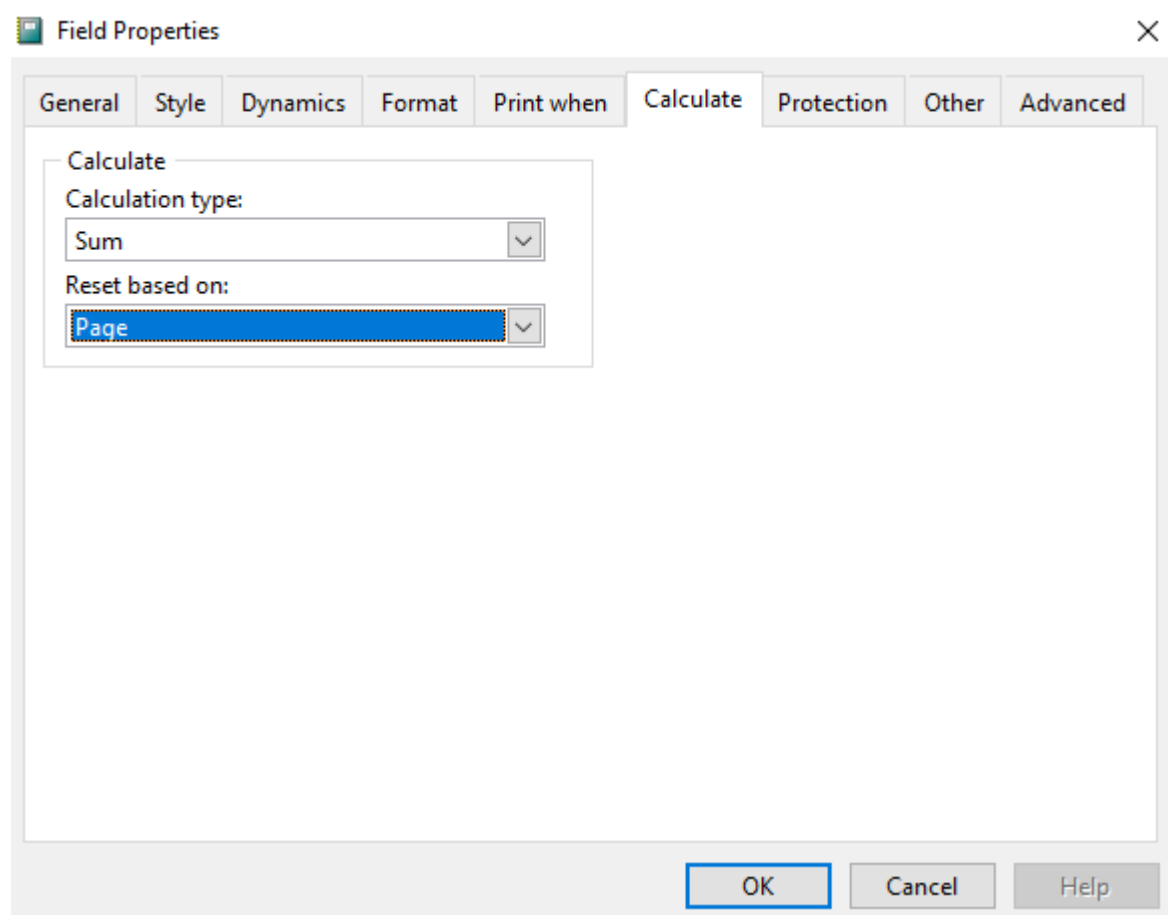 Field Properties
General Style Dynamics Format Print when Calculate Protection Other Advanced
Calculate
Calculation type:
Sum
Reset based on:
Page
OK Cancel Help